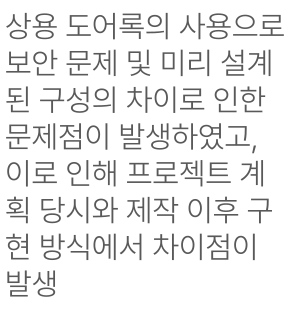 상용 도어록의 사용으로
보안 문제 및 미리 설계
된 구성의 차이로 인한
문제점이 발생하였고,
이로 인해 프로젝트 계
획 당시와 제작 이후 구
현 방식에서 차이점이
발생